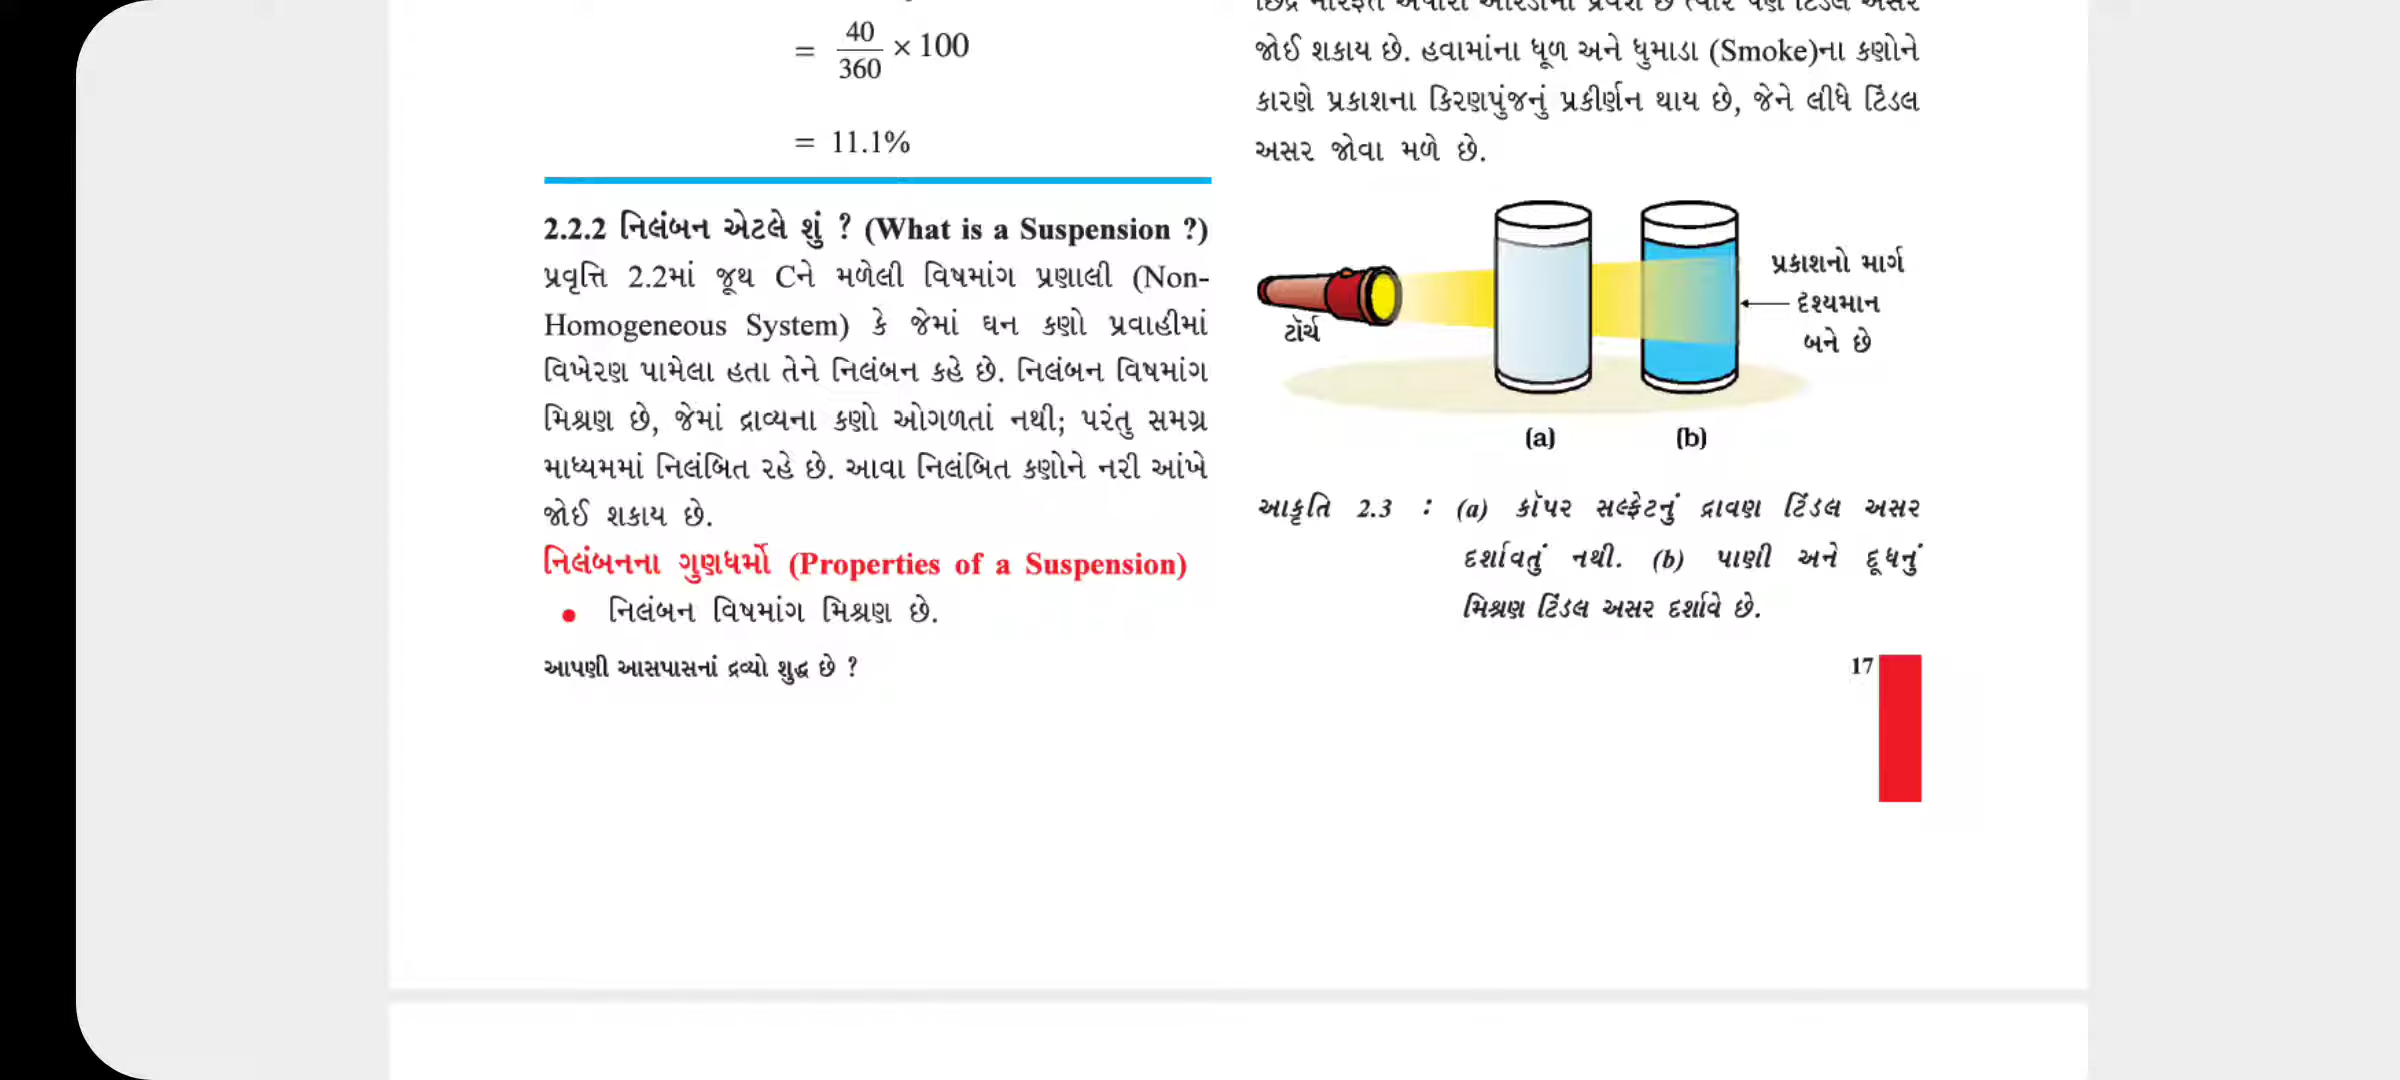 = 40/360 × 100
= 11.1%
2.2.2 નિલંબન એટલે શું ? (What is a Suspension ?)
પ્રવૃત્તિ 2.2માં જૂથ Cને મળેલી વિષમાંગ પ્રણાલી (Non-
Homogeneous System) કે જેમાં ઘન કણો પ્રવાહીમાં
વિખેરણ પામેલા હતા તેને નિલંબન કહે છે. નિલંબન વિષમાંગ
મિશ્રણ છે, જેમાં દ્રાવ્યના કણો ઓગળતાં નથી; પરંતુ સમગ્ર
માધ્યમમાં નિલંબિત રહે છે. આવા નિલંબિત કણોને નરી આંખે
જોઈ શકાય છે.
નિલંબનના ગુણધર્મો (Properties of a Suspension)
• નિલંબન વિષમાંગ મિશ્રણ છે.
આપણી આસપાસનાં દ્રવ્યો શુદ્ધ છે ?
જોઈ શકાય છે. હવામાંના ધૂળ અને ધુમાડા (Smoke)ના કણોને
કારણે પ્રકાશના કિરણપુંજનું પ્રકીર્ણન થાય છે, જેને લીધે ટિંડલ
અસર જોવા મળે છે.
ટૉર્ચ
પ્રકાશનો માર્ગ
દૃશ્યમાન
બને છે
(a) (b)
આકૃતિ 2.3 : (a) કૉપર સલ્ફેટનું દ્રાવણ ટિંડલ અસર
દર્શાવતું નથી. (b) પાણી અને દૂધનું
મિશ્રણ ટિંડલ અસર દર્શાવે છે.
17